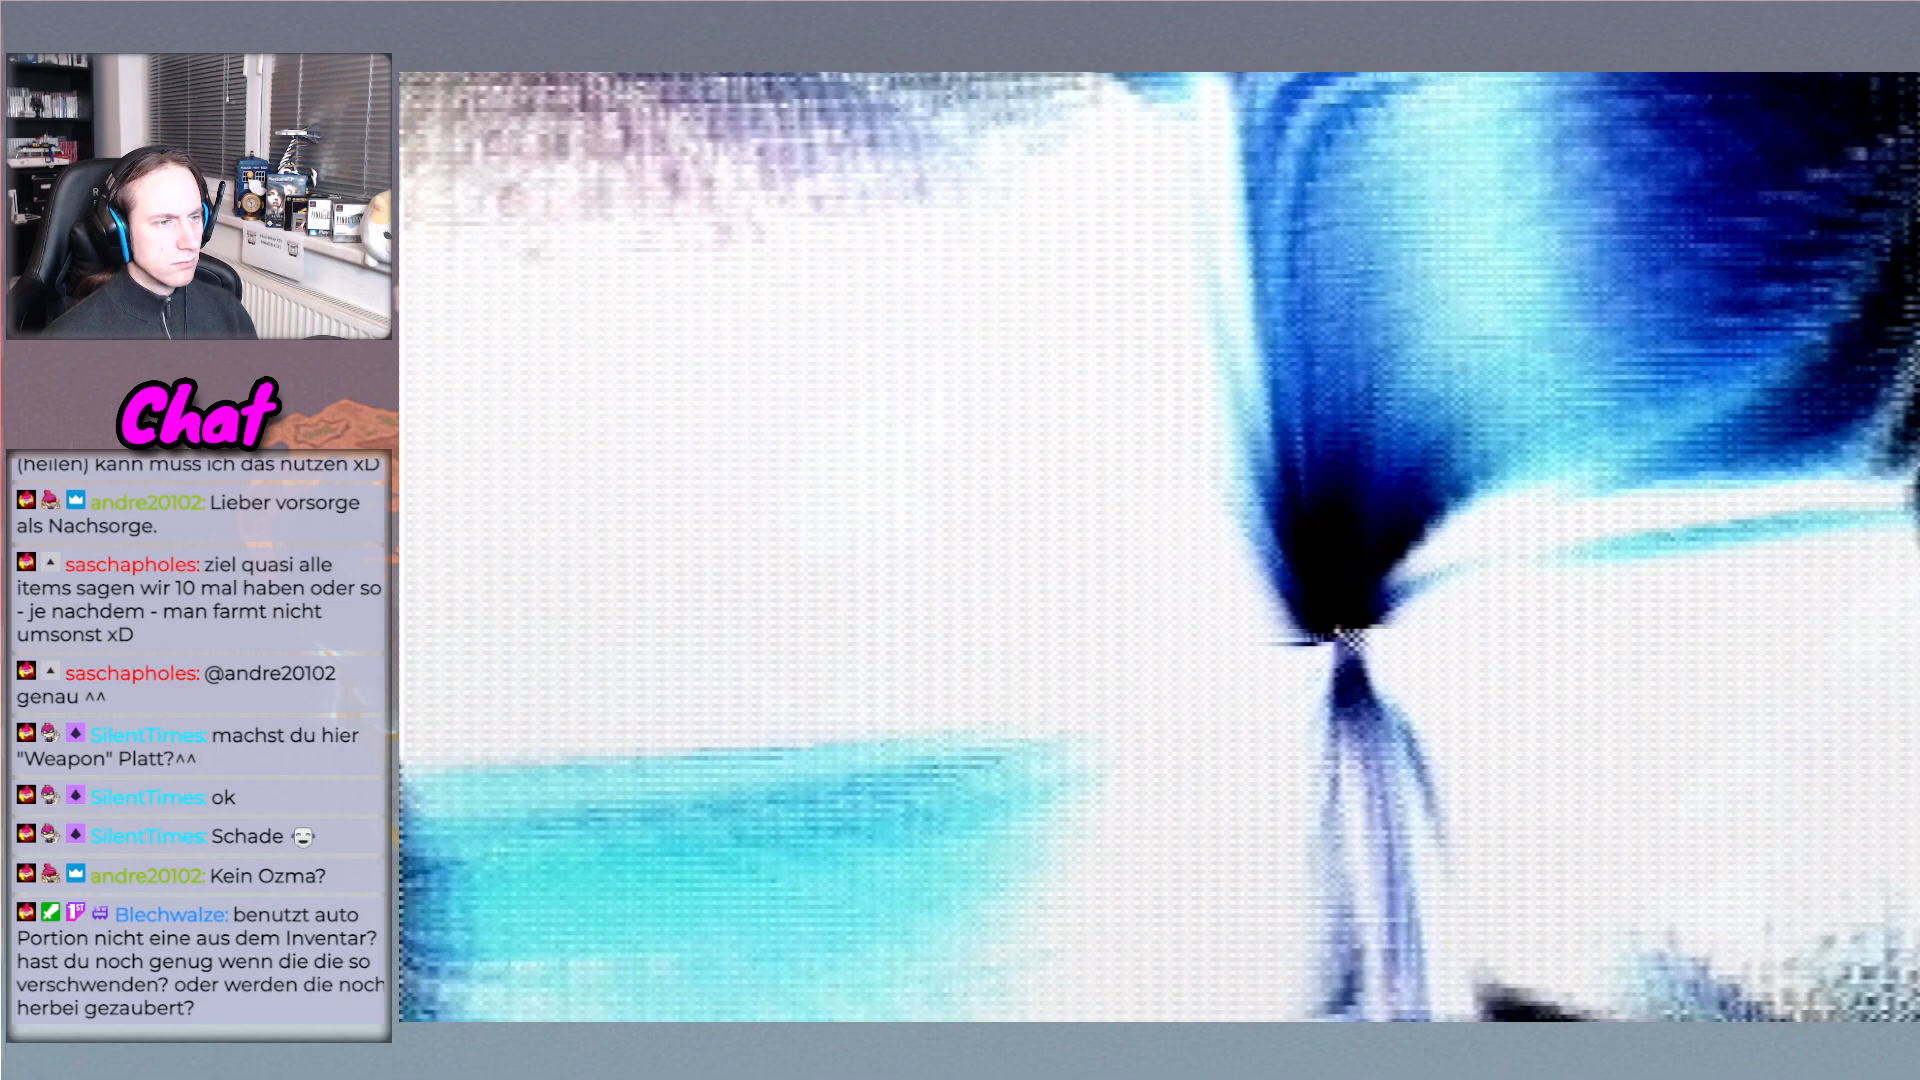 Chat
(heilen) kann muss ich das nutzen xD
andre20102: Lieber vorsorge
als Nachsorge.
saschapholes: ziel quasi alle
items sagen wir 10 mal haben oder so
- je nachdem - man farmt nicht
umsonst xD
saschapholes: @andre20102
genau ^^
SilentTimes: machst du hier
"Weapon" Platt?^^
SilentTimes: ok
SilentTimes: Schade
andre20102: Kein Ozma?
1ST Blechwalze: benutzt auto
Portion nicht eine aus dem Inventar?
hast du noch genug wenn die die so
verschwenden? oder werden die noch
herbei gezaubert?